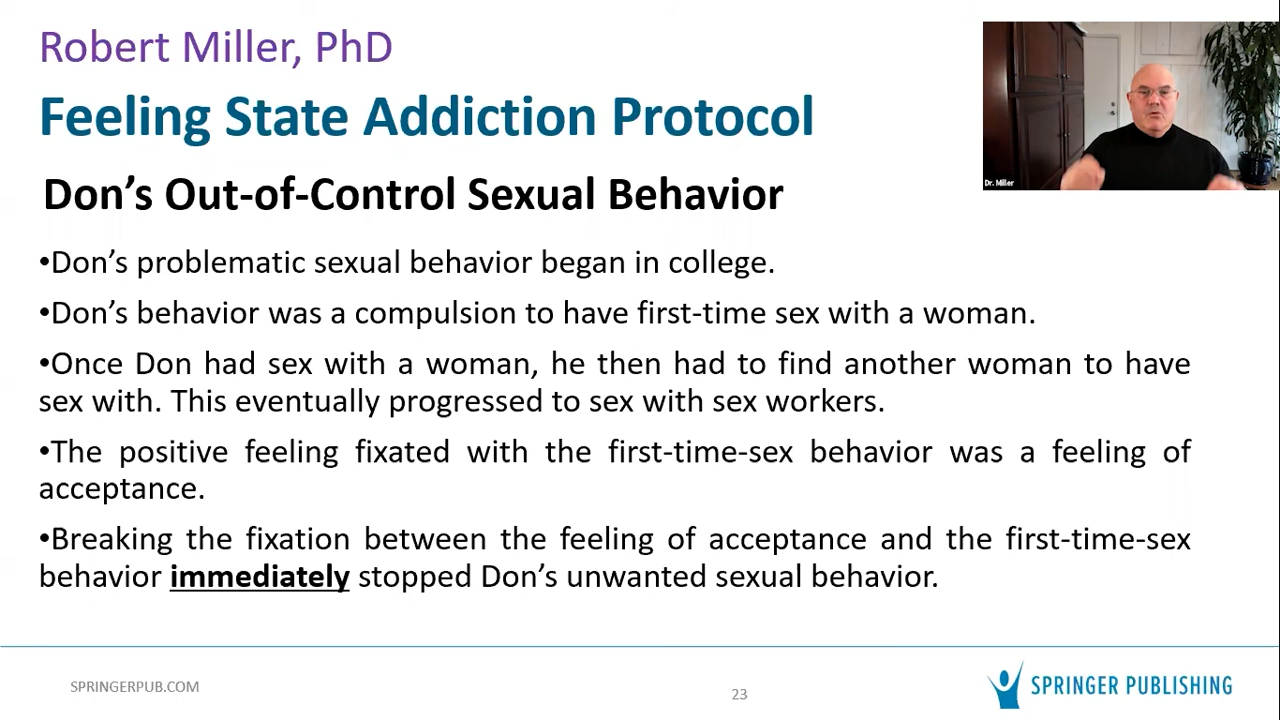 Robert Miller, PhD
Feeling State Addiction Protocol
Dr. Miller
Don’s Out-of-Control Sexual Behavior
•Don’s problematic sexual behavior began in college.
•Don’s behavior was a compulsion to have first-time sex with a woman.
•Once Don had sex with a woman, he then had to find another woman to have
sex with. This eventually progressed to sex with sex workers.
•The positive feeling fixated with the first-time-sex behavior was a feeling of
acceptance.
•Breaking the fixation between the feeling of acceptance and the first-time-sex
behavior immediately stopped Don’s unwanted sexual behavior.
SPRINGERPUB.COM
23
SPRINGER PUBLISHING